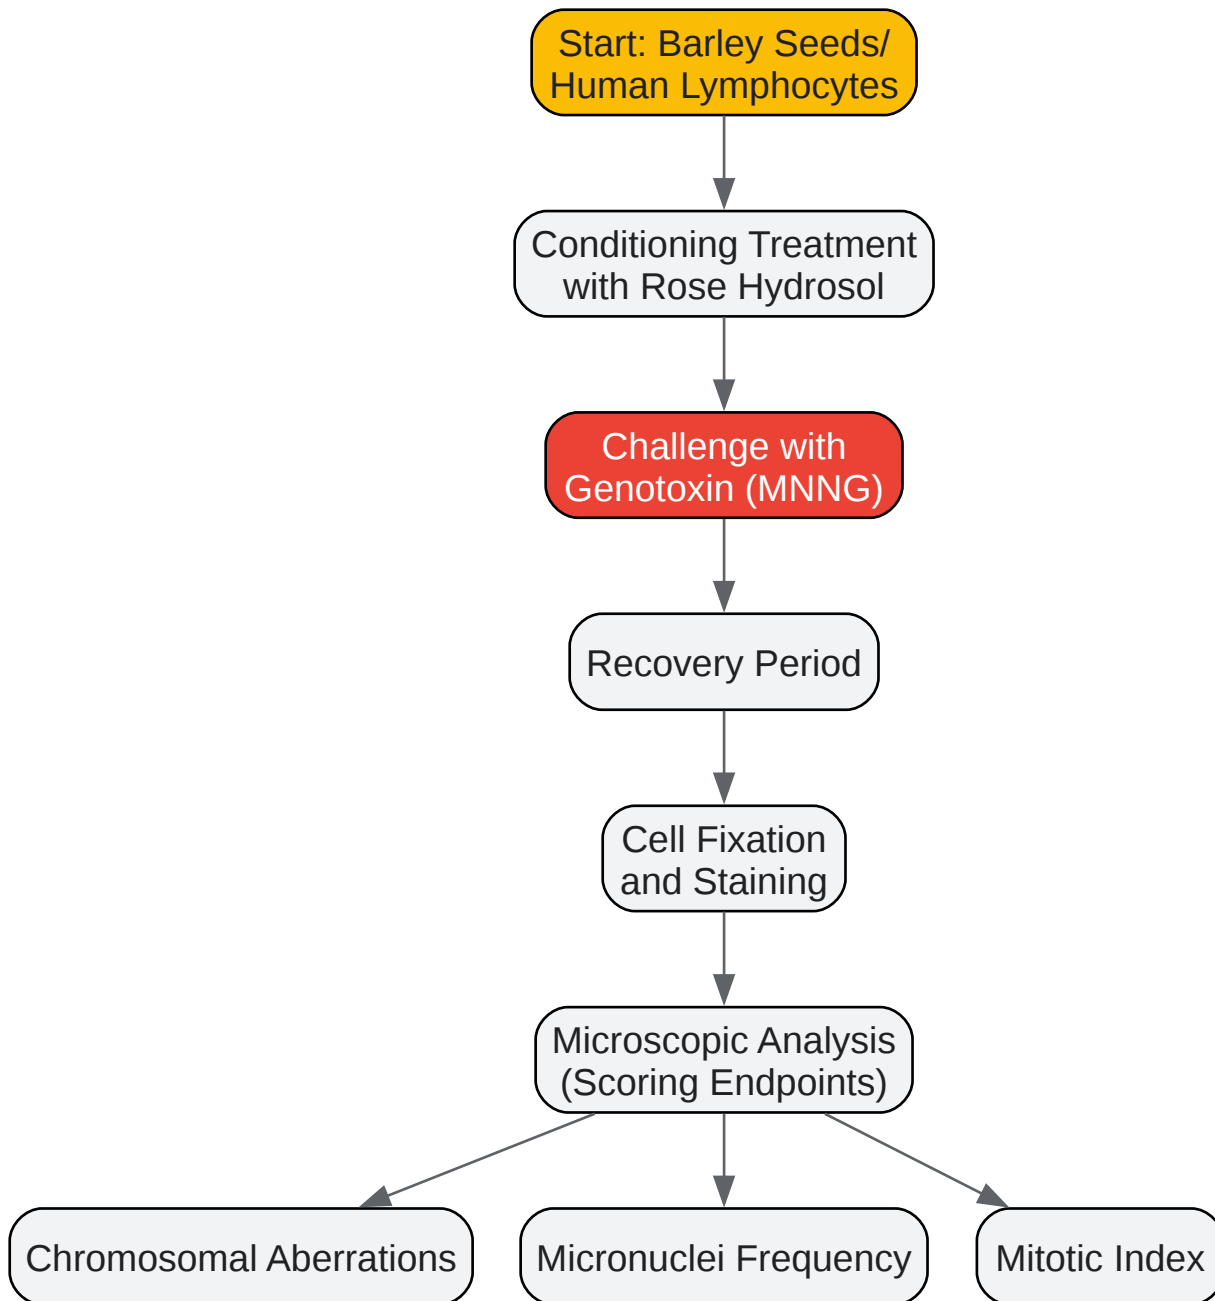 Start: Barley Seeds/
Human Lymphocytes
Conditioning Treatment
with Rose Hydrosol
Challenge with
Genotoxin (MNNG)
Recovery Period
Cell Fixation
and Staining
Microscopic Analysis
(Scoring Endpoints)
Chromosomal Aberrations
Micronuclei Frequency
Mitotic Index